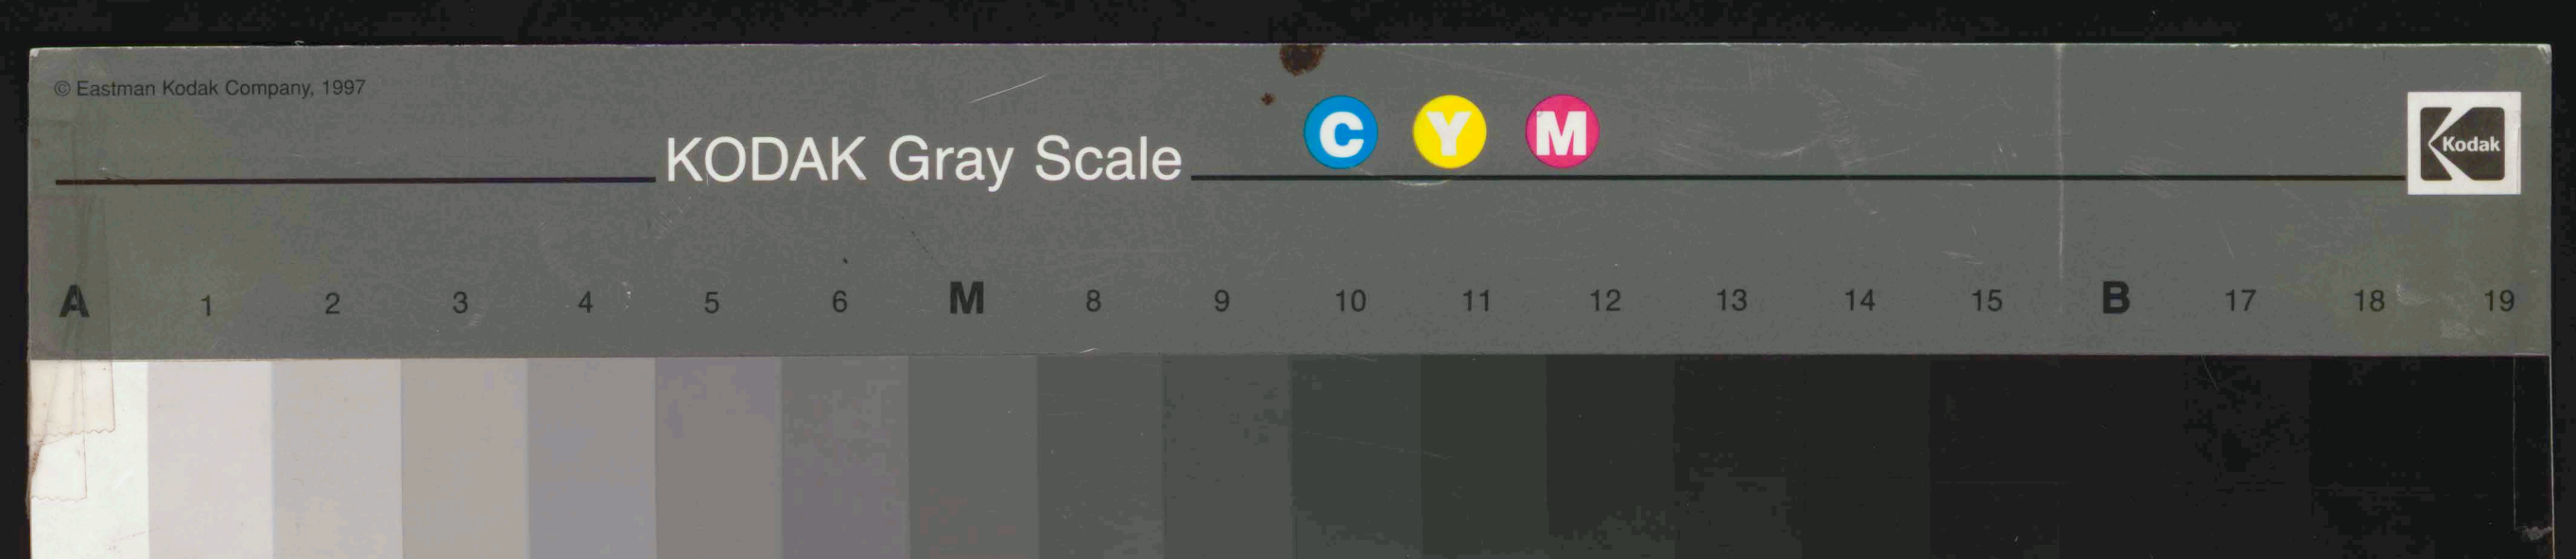 © Eastman Kodak Company, 1997
KODAK Gray Scale
C Y M
Kodak
A 1 2 3 4 5 6 M 8 9 10 11 12 13 14 15 B 17 18 19